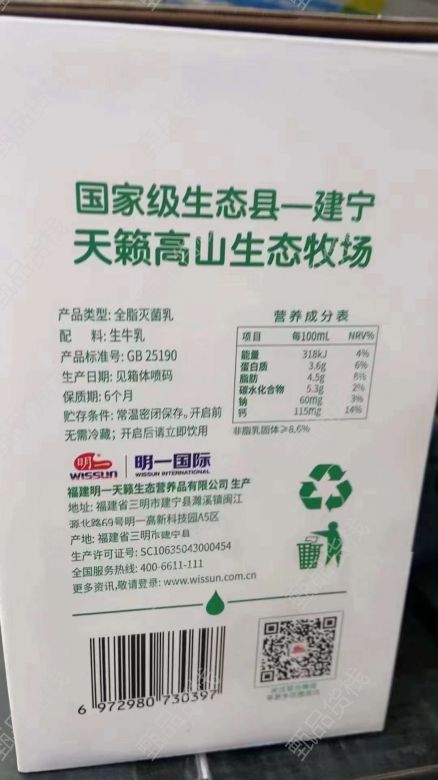 国家级生态县一建宁
天籁高山生态牧场
产品类型: 全脂灭菌乳
配 料: 生牛乳
产品标准号: GB 25190
生产日期: 见箱体喷码
保质期: 6个月
贮存条件: 常温密闭保存。开启前
无需冷藏; 开启后请立即饮用
营养成分表
项目 每100mL NRV%
能量 318kJ 4%
蛋白质 3.6g 6%
脂肪 4.5g 8%
碳水化合物 5.3g 2%
钠 60mg 3%
钙 115mg 14%
非脂乳固体≥8.6%
明一 明一国际
WISSUN WISSUN INTERNATIONAL
福建明一天籁生态营养品有限公司 生产
地址: 福建省三明市建宁县濉溪镇闽江
源北路69号明一高新科技园A5区
产地: 福建省三明市建宁县
生产许可证号: SC10635043000454
全国服务热线: 400-6611-111
更多资讯,敬请登录: www.wissun.com.cn
6 972980 730397
甄品货栈